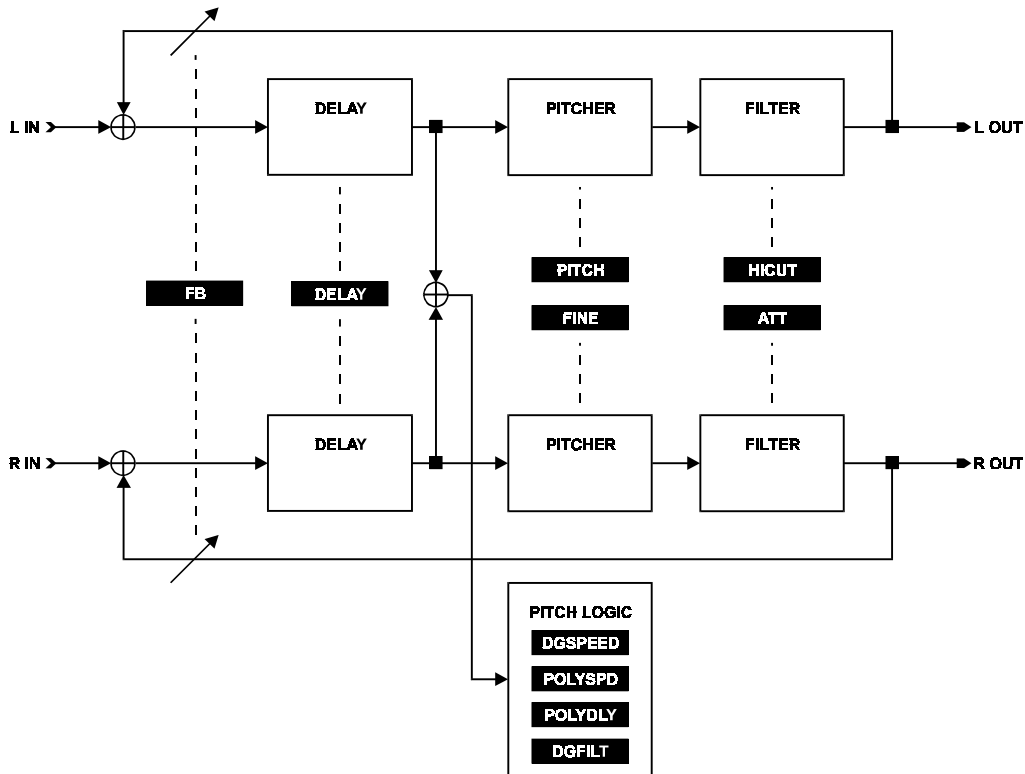 DELAY
PITCHER
FILTER
L IN
L OUT
PITCH
HICUT
FB
DELAY
FINE
ATT
DELAY
PITCHER
FILTER
R IN
R OUT
PITCH LOGIC
DGSPEED
POLYSPD
POLYDLY
DGFILT